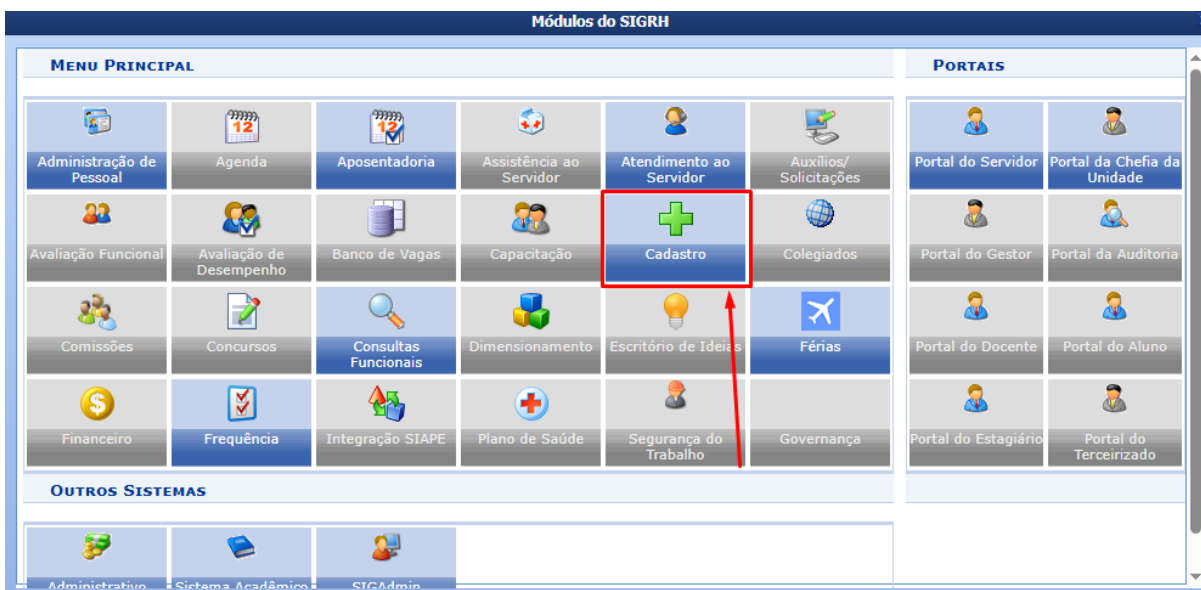 Módulos do SIGRH
MENU PRINCIPAL
PORTAIS
12
12
Administração de
Pessoal
Agenda
Aposentadoria
Assistência ao
Servidor
Atendimento ao
Servidor
Auxílios/
Solicitações
Portal do Servidor
Portal da Chefia da
Unidade
Avaliação Funcional
Avaliação de
Desempenho
Banco de Vagas
Capacitação
Cadastro
Colegiados
Portal do Gestor
Portal da Auditoria
Comissões
Concursos
Consultas
Funcionais
Dimensionamento
Escritório de Ideias
Férias
Portal do Docente
Portal do Aluno
Financeiro
Frequência
Integração SIAPE
Plano de Saúde
Segurança do
Trabalho
Governança
Portal do Estagiário
Portal do
Terceirizado
OUTROS SISTEMAS
Administrativo
Sistema Acadêmico
SIGAdmin